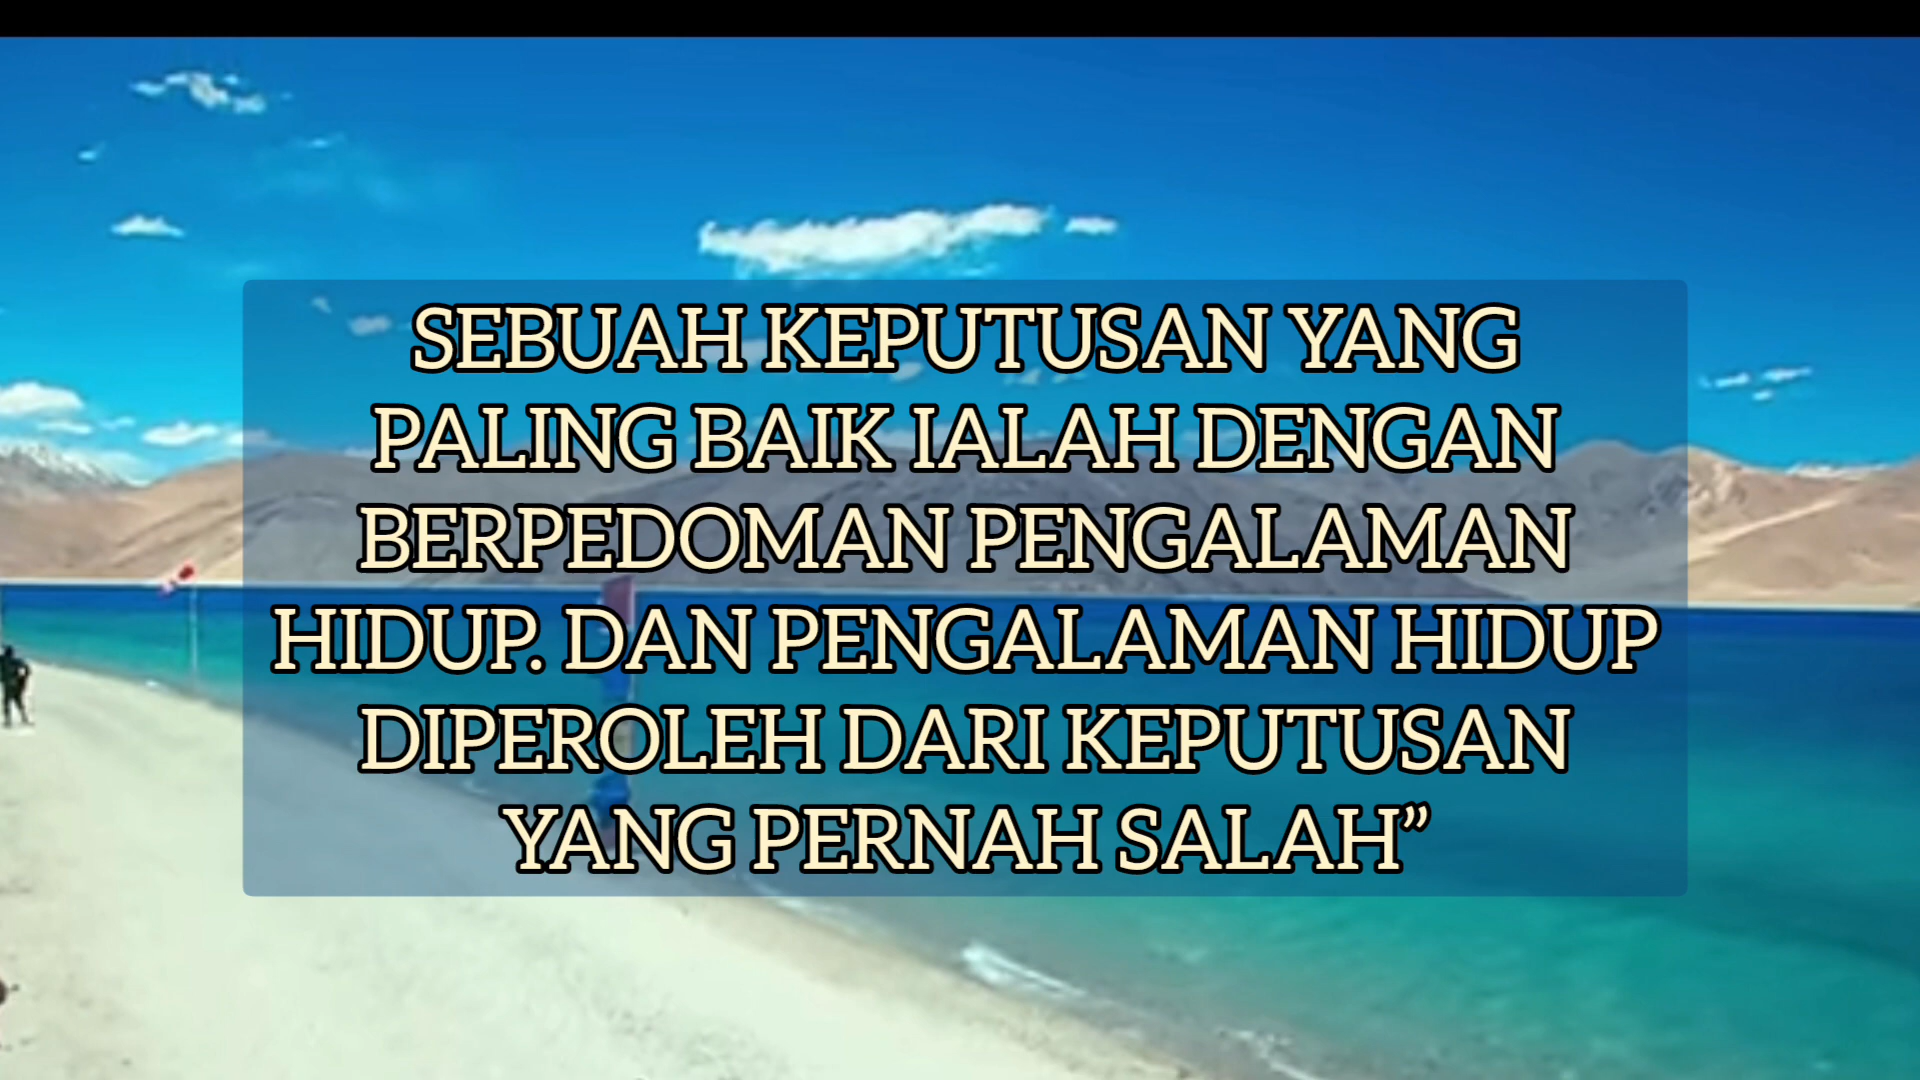 SEBUAH KEPUTUSAN YANG
PALING BAIK IALAH DENGAN
BERPEDOMAN PENGALAMAN
HIDUP. DAN PENGALAMAN HIDUP
DIPEROLEH DARI KEPUTUSAN
YANG PERNAH SALAH”